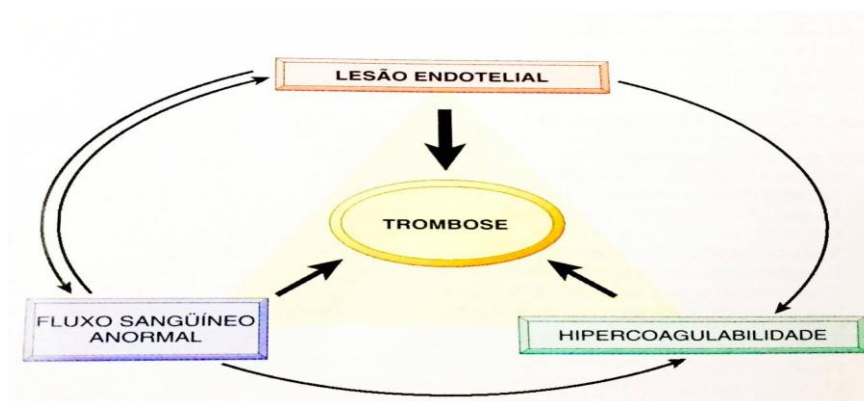 LESÃO ENDOTELIAL
TROMBOSE
FLUXO SANGÜÍNEO
ANORMAL
HIPERCOAGULABILIDADE